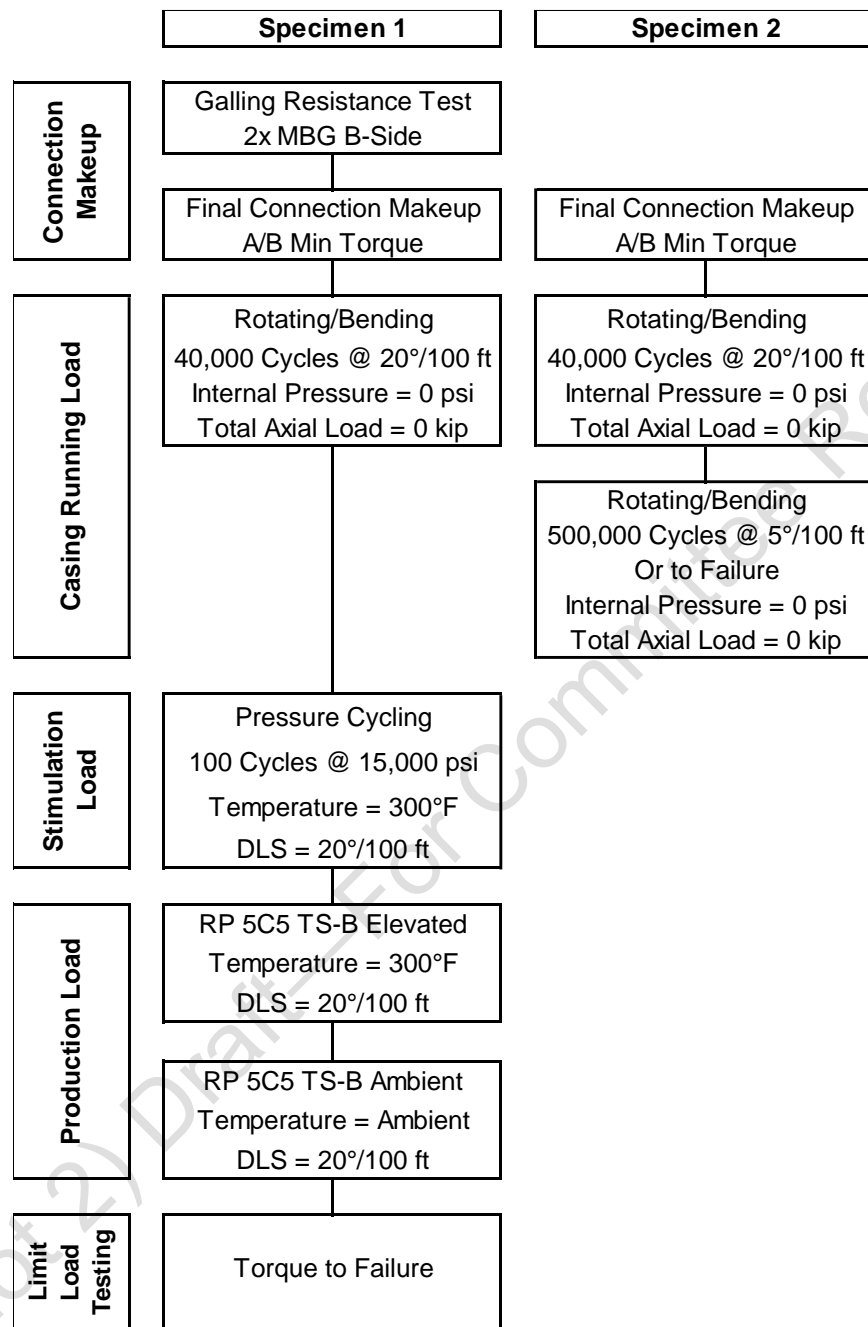 Specimen 1
Specimen 2
Connection
Makeup
Galling Resistance Test
2x MBG B-Side
Final Connection Makeup
A/B Min Torque
Final Connection Makeup
A/B Min Torque
Casing Running Load
Rotating/Bending
40,000 Cycles @ 20°/100 ft
Internal Pressure = 0 psi
Total Axial Load = 0 kip
Rotating/Bending
40,000 Cycles @ 20°/100 ft
Internal Pressure = 0 psi
Total Axial Load = 0 kip
Rotating/Bending
500,000 Cycles @ 5°/100 ft
Or to Failure
Internal Pressure = 0 psi
Total Axial Load = 0 kip
Stimulation
Load
Pressure Cycling
100 Cycles @ 15,000 psi
Temperature = 300°F
DLS = 20°/100 ft
Production Load
RP 5C5 TS-B Elevated
Temperature = 300°F
DLS = 20°/100 ft
RP 5C5 TS-B Ambient
Temperature = Ambient
DLS = 20°/100 ft
Limit
Load
Testing
Torque to Failure
2) Draft—For Committee